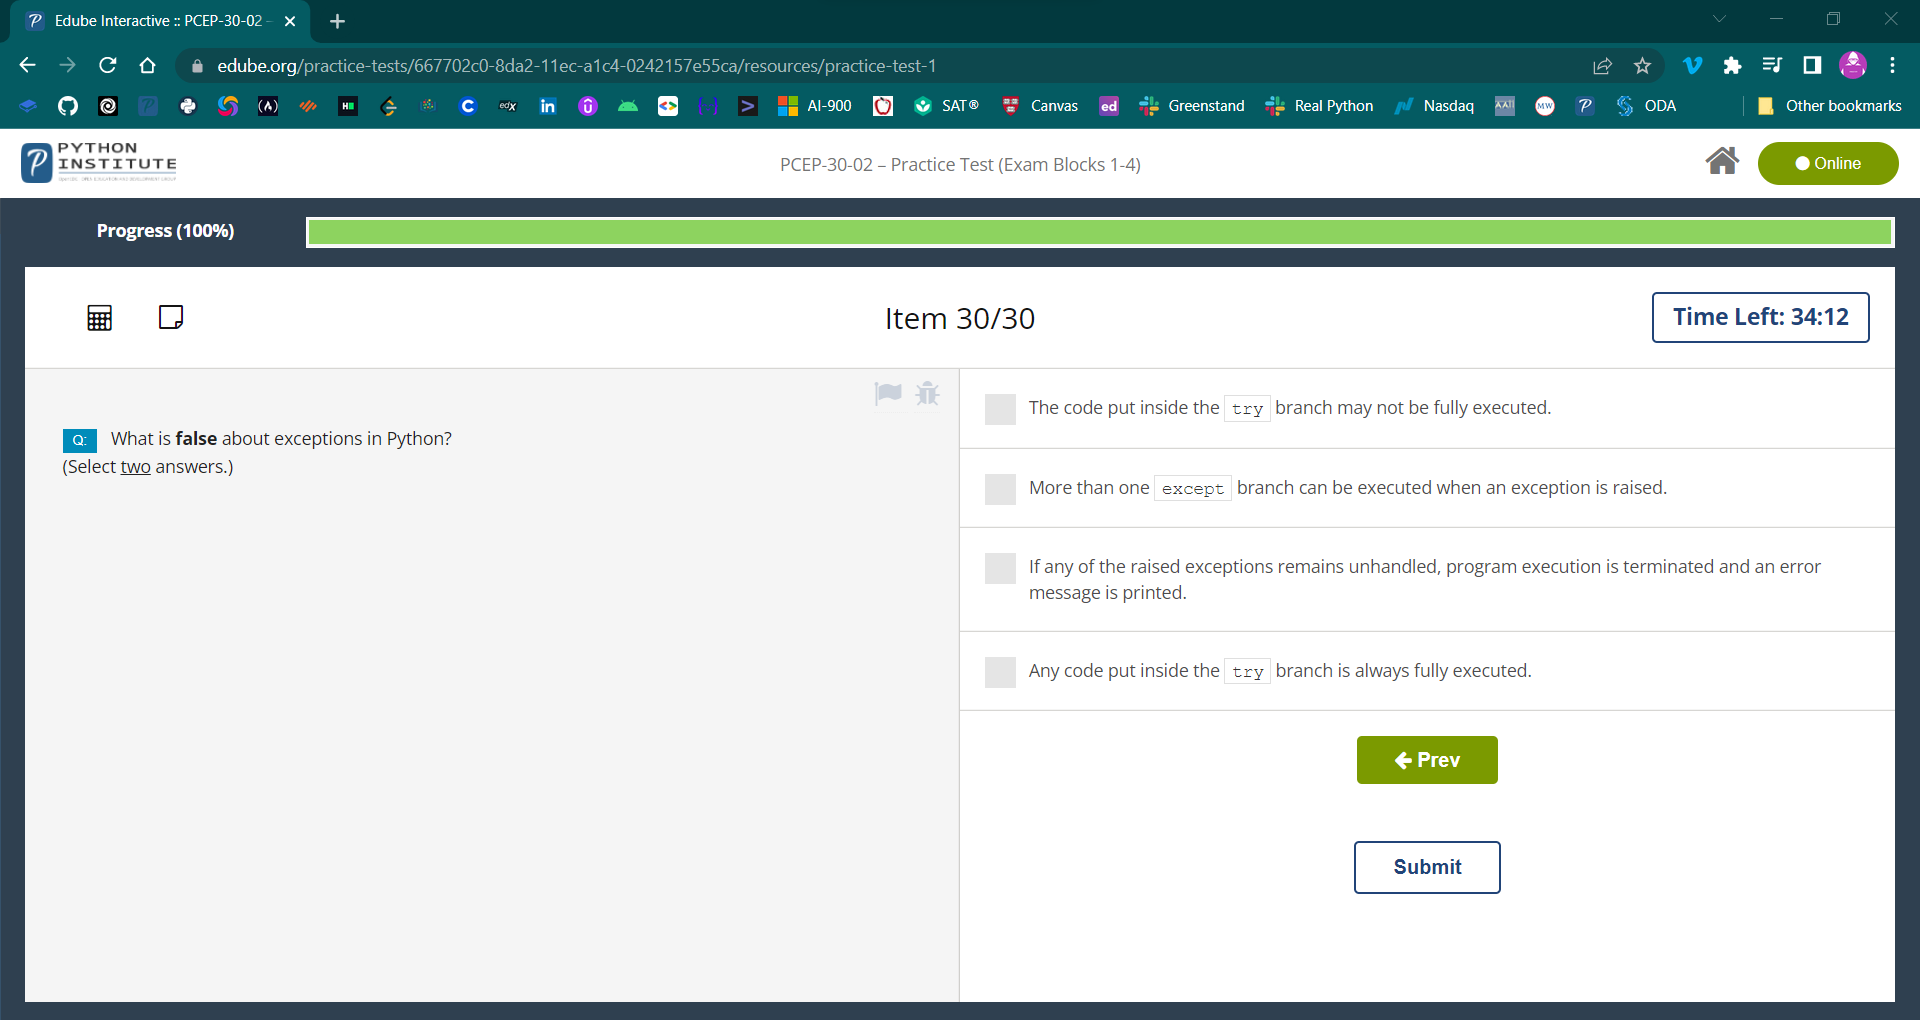 Edube Interactive :: PCEP-30-02 -
edube.org/practice-tests/667702c0-8da2-11ec-a1c4-0242157e55ca/resources/practice-test-1
AI-900
SAT®
Canvas
ed
Greenstand
Real Python
Nasdaq
MW
ODA
Other bookmarks
PYTHON
INSTITUTE
PCEP-30-02 – Practice Test (Exam Blocks 1-4)
Online
Progress (100%)
Item 30/30
Time Left: 34:12
Q: What is false about exceptions in Python?
(Select two answers.)
The code put inside the try branch may not be fully executed.
More than one except branch can be executed when an exception is raised.
If any of the raised exceptions remains unhandled, program execution is terminated and an error
message is printed.
Any code put inside the try branch is always fully executed.
Prev
Submit